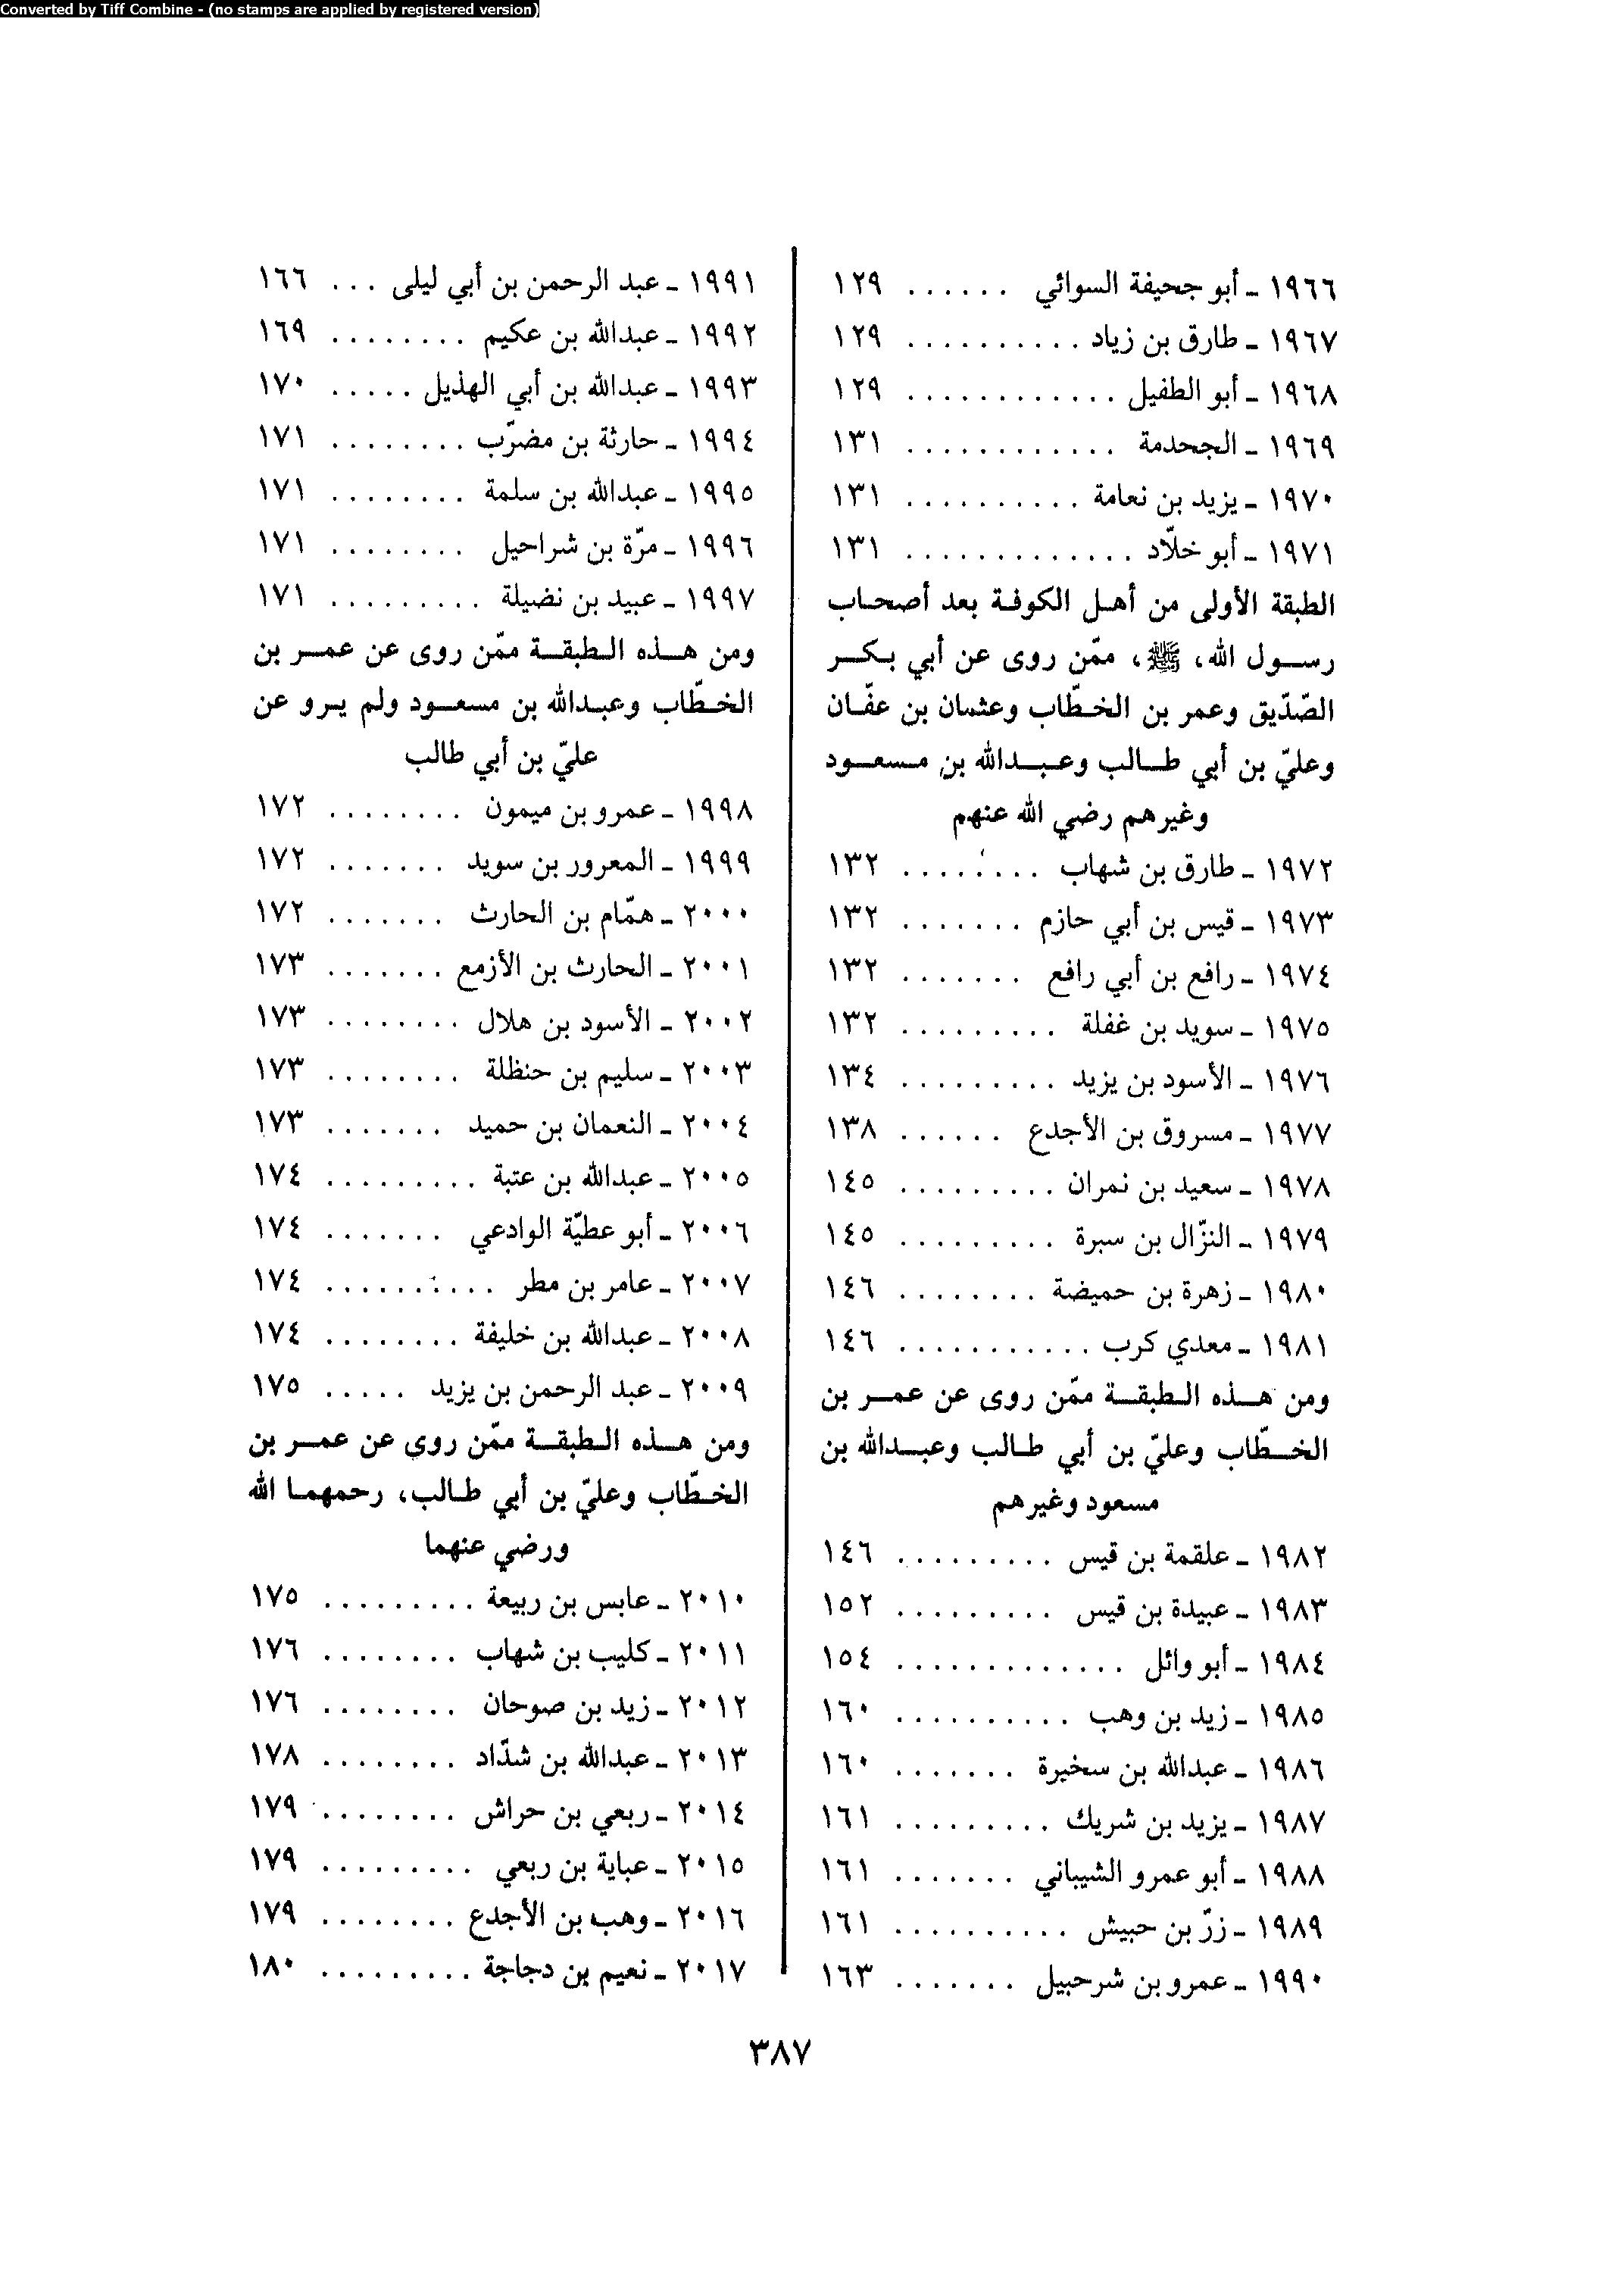 Converted by Tiff Combine - (no stamps are applied by registered version)
١٩٦٦ ـ أبو جحيفة السوائي ...... ١٢٩
١٩٦٧ ـ طارق بن زياد .......... ١٢٩
١٩٦٨ ـ أبو الطفيل ............ ١٢٩
١٩٦٩ ـ الجحدمة ............ ١٣١
١٩٧٠ ـ يزيد بن نعامة .......... ١٣١
١٩٧١ ـ أبو خلّاد ............. ١٣١
الطبقة الأولى من أهل الكوفة بعد أصحاب
رسول الله، ﷺ، ممّن روى عن أبي بكر
الصّدّيق وعمر بن الخطّاب وعثمان بن عفّان
وعليّ بن أبي طالب وعبدالله بن مسعود
وغيرهم رضي الله عنهم
١٩٧٢ ـ طارق بن شهاب ........ ١٣٢
١٩٧٣ ـ قيس بن أبي حازم ....... ١٣٢
١٩٧٤ ـ رافع بن أبي رافع ....... ١٣٢
١٩٧٥ ـ سويد بن غفلة ......... ١٣٢
١٩٧٦ ـ الأسود بن يزيد ......... ١٣٤
١٩٧٧ ـ مسروق بن الأجدع ...... ١٣٨
١٩٧٨ ـ سعيد بن نمران ......... ١٤٥
١٩٧٩ ـ النزّال بن سبرة ......... ١٤٥
١٩٨٠ ـ زهرة بن حميضة ........ ١٤٦
١٩٨١ ـ معدي كرب ........... ١٤٦
ومن هذه الطبقة ممّن روى عن عمر بن
الخطّاب وعليّ بن أبي طالب وعبدالله بن
مسعود وغيرهم
١٩٨٢ ـ علقمة بن قيس ......... ١٤٦
١٩٨٣ ـ عبيدة بن قيس ......... ١٥٢
١٩٨٤ ـ أبو وائل ............. ١٥٤
١٩٨٥ ـ زيد بن وهب .......... ١٦٠
١٩٨٦ ـ عبدالله بن سخيرة ....... ١٦٠
١٩٨٧ ـ يزيد بن شريك ......... ١٦١
١٩٨٨ ـ أبو عمرو الشيباني ....... ١٦١
١٩٨٩ ـ زرّ بن حبيش .......... ١٦١
١٩٩٠ ـ عمرو بن شرحبيل ....... ١٦٣
١٩٩١ ـ عبد الرحمن بن أبي ليلى ... ١٦٦
١٩٩٢ ـ عبدالله بن عكيم ........ ١٦٩
١٩٩٣ ـ عبدالله بن أبي الهذيل ..... ١٧٠
١٩٩٤ ـ حارثة بن مضرّب ........ ١٧١
١٩٩٥ ـ عبدالله بن سلمة ........ ١٧١
١٩٩٦ ـ مرّة بن شراحيل ........ ١٧١
١٩٩٧ ـ عبيد بن نضيلة ......... ١٧١
ومن هذه الطبقة ممّن روى عن عمر بن
الخطّاب وعبدالله بن مسعود ولم يرو عن
عليّ بن أبي طالب
١٩٩٨ ـ عمرو بن ميمون ........ ١٧٢
١٩٩٩ ـ المعرور بن سويد ....... ١٧٢
٢٠٠٠ ـ همّام بن الحارث ....... ١٧٢
٢٠٠١ ـ الحارث بن الأزمع ....... ١٧٣
٢٠٠٢ ـ الأسود بن هلال ........ ١٧٣
٢٠٠٣ ـ سليم بن حنظلة ........ ١٧٣
٢٠٠٤ ـ النعمان بن حميد ....... ١٧٣
٢٠٠٥ ـ عبدالله بن عتبة ......... ١٧٤
٢٠٠٦ ـ أبو عطيّة الوادعي ....... ١٧٤
٢٠٠٧ ـ عامر بن مطر .......... ١٧٤
٢٠٠٨ ـ عبدالله بن خليفة ........ ١٧٤
٢٠٠٩ ـ عبد الرحمن بن يزيد ..... ١٧٥
ومن هذه الطبقة ممّن روى عن عمر بن
الخطّاب وعليّ بن أبي طالب، رحمهما الله
ورضي عنهما
٢٠١٠ ـ عابس بن ربيعة ......... ١٧٥
٢٠١١ ـ كليب بن شهاب ........ ١٧٦
٢٠١٢ ـ زيد بن صوحان ........ ١٧٦
٢٠١٣ ـ عبدالله بن شدّاد ........ ١٧٨
٢٠١٤ ـ ربعي بن حراش ........ ١٧٩
٢٠١٥ ـ عباية بن ربعي ......... ١٧٩
٢٠١٦ ـ وهب بن الأجدع ........ ١٧٩
٢٠١٧ ـ نعيم بن دجاجة ......... ١٨٠
٣٨٧